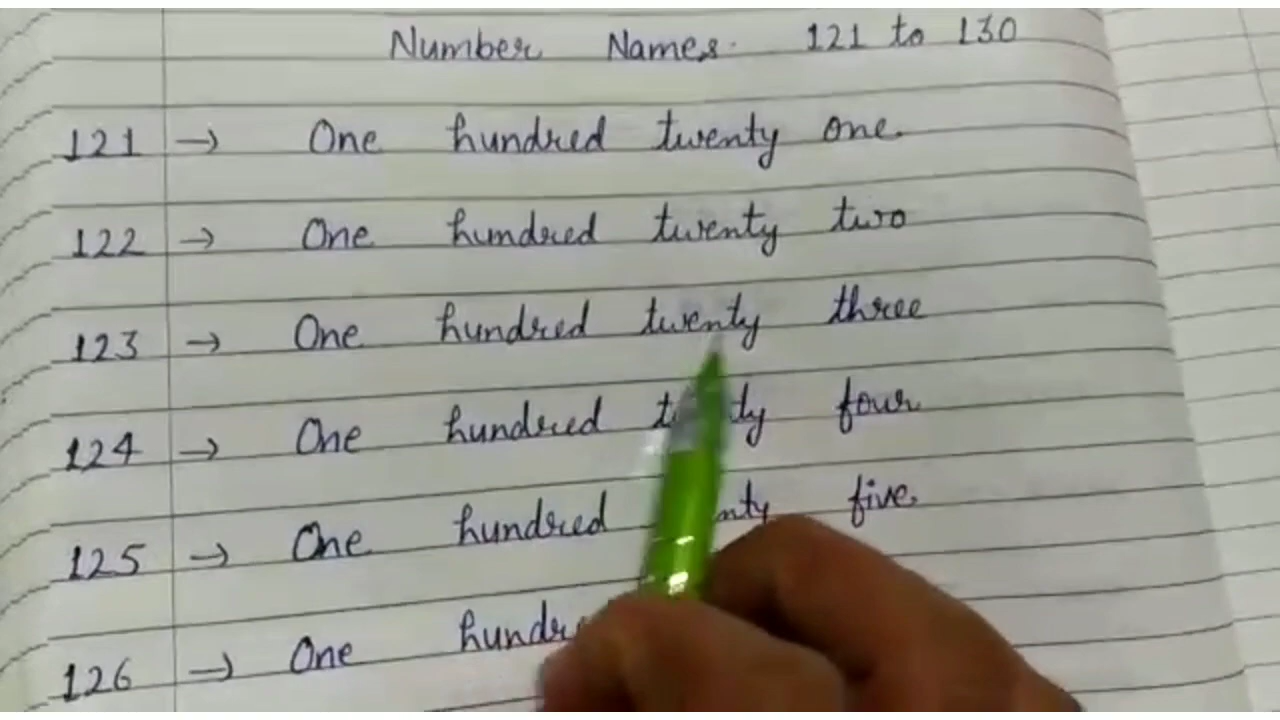 Number Names. 121 to 130
121 → One hundred twenty one.
122 → One hundred twenty two
123 → One hundred twenty three
124 → One hundred four
125 → One hundred five.
126 → One